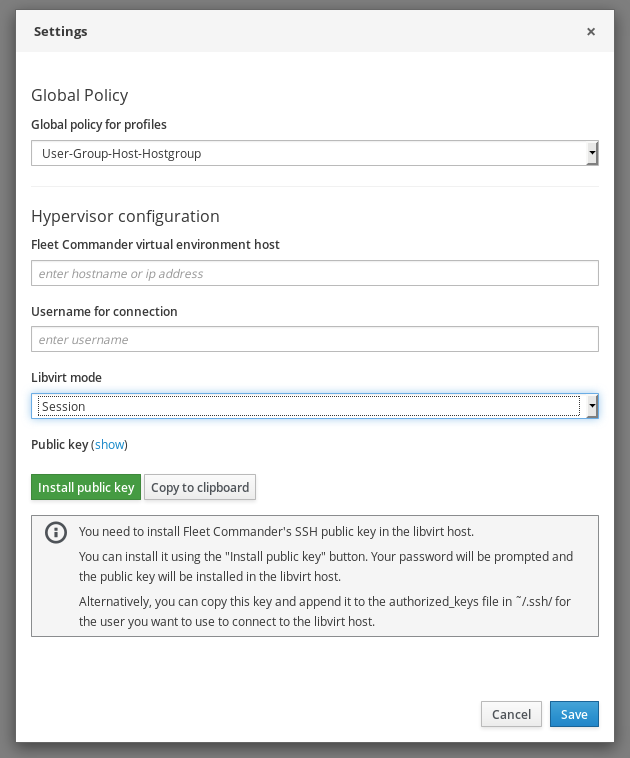 Settings ×
Global Policy
Global policy for profiles
User-Group-Host-Hostgroup
Hypervisor configuration
Fleet Commander virtual environment host
enter hostname or ip address
Username for connection
enter username
Libvirt mode
Session
Public key (show)
Install public key Copy to clipboard
You need to install Fleet Commander's SSH public key in the libvirt host.
You can install it using the "Install public key" button. Your password will be prompted and
the public key will be installed in the libvirt host.
Alternatively, you can copy this key and append it to the authorized_keys file in ˜/.ssh/ for
the user you want to use to connect to the libvirt host.
Cancel Save